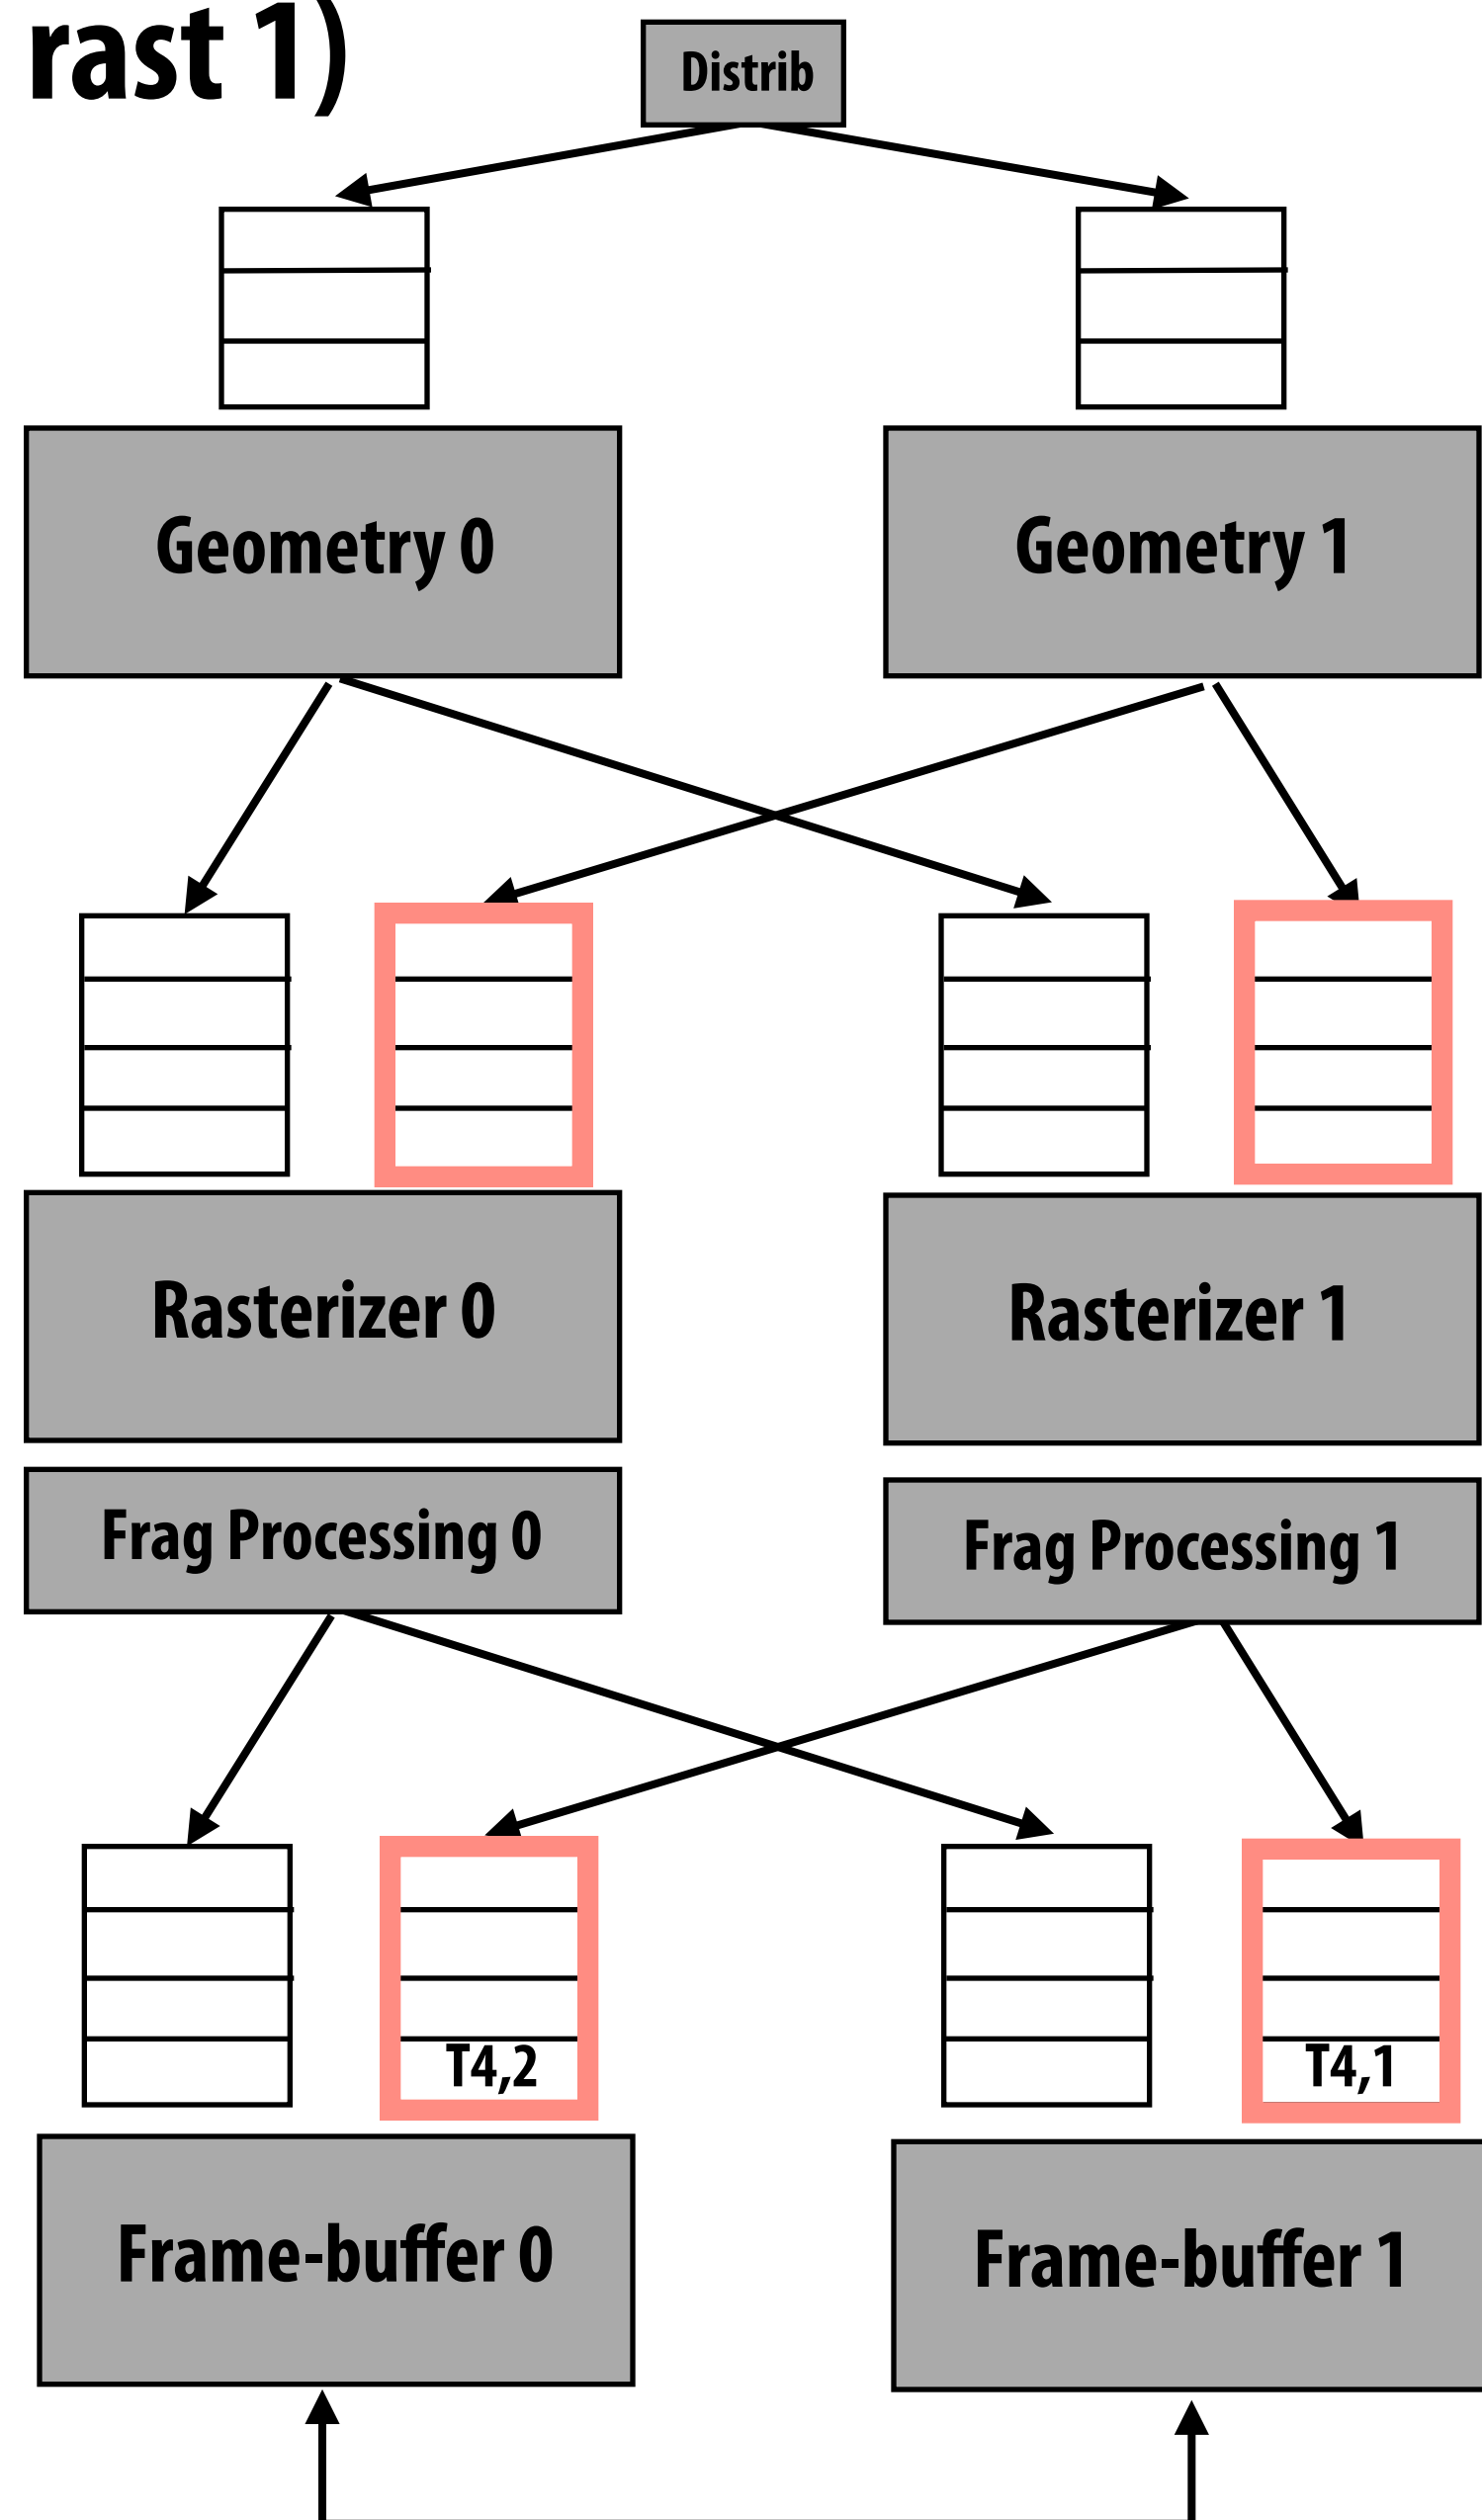 rast 1)
Distrib
Geometry 0
Geometry 1
Rasterizer 0
Rasterizer 1
Frag Processing 0
Frag Processing 1
T4,2
T4,1
Frame-buffer 0
Frame-buffer 1